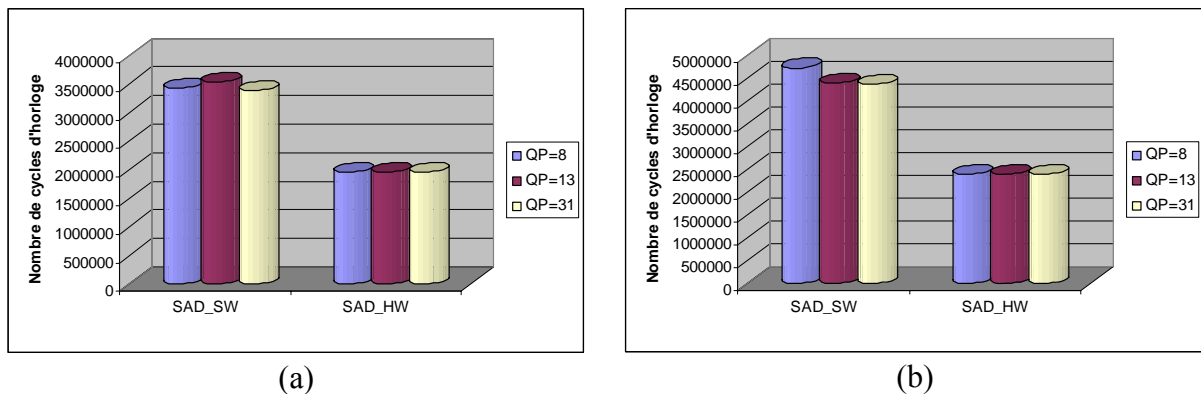 Nombre de cycles d'horloge
4000000
3500000
3000000
2500000
2000000
1500000
1000000
500000
0
SAD_SW
SAD_HW
QP=8
QP=13
QP=31
(a)
Nombre de cycles d'horloge
5000000
4500000
4000000
3500000
3000000
2500000
2000000
1500000
1000000
500000
0
SAD_SW
SAD_HW
QP=8
QP=13
QP=31
(b)